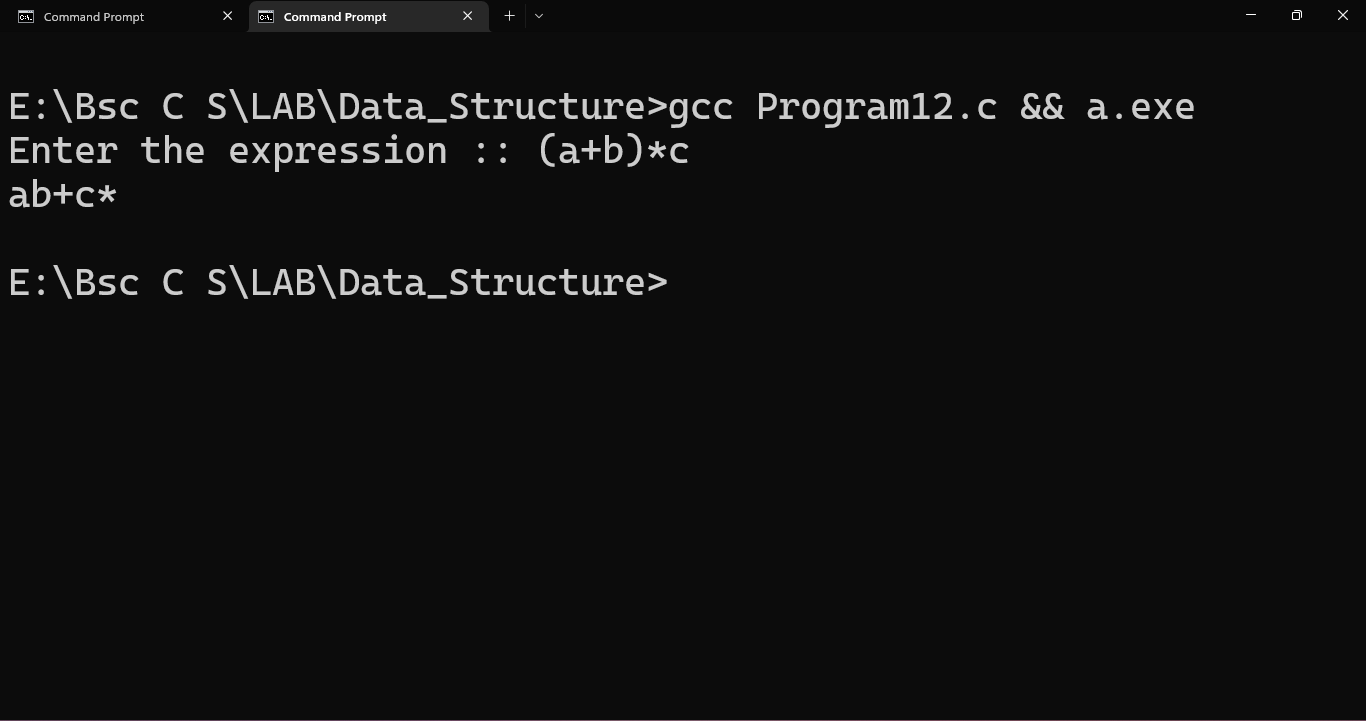 Command Prompt
Command Prompt
E:\Bsc C S\LAB\Data_Structure>gcc Program12.c && a.exe
Enter the expression :: (a+b)*c
ab+c*
E:\Bsc C S\LAB\Data_Structure>